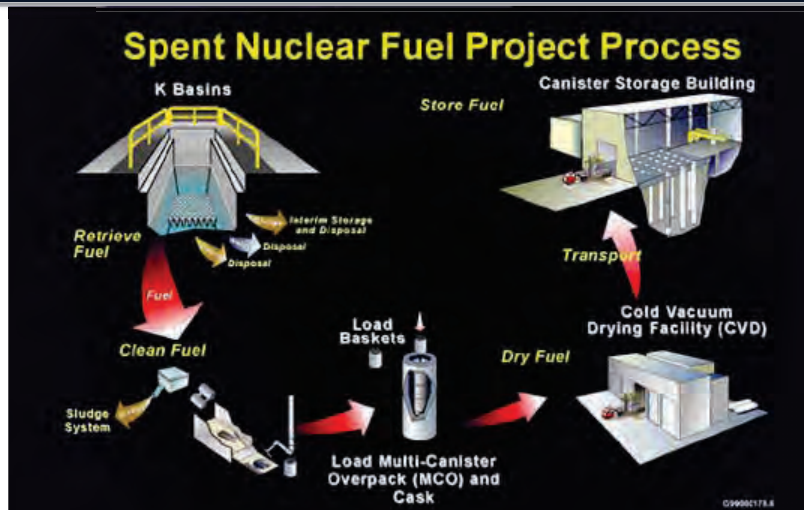 Spent Nuclear Fuel Project Process
K Basins
Store Fuel
Canister Storage Building
Retrieve
Fuel
Interim Storage
and Disposal
Disposal
Disposal
Fuel
Clean Fuel
Sludge
System
Load
Baskets
Load Multi-Canister
Overpack (MCO) and
Cask
Dry Fuel
Cold Vacuum
Drying Facility (CVD)
Transport